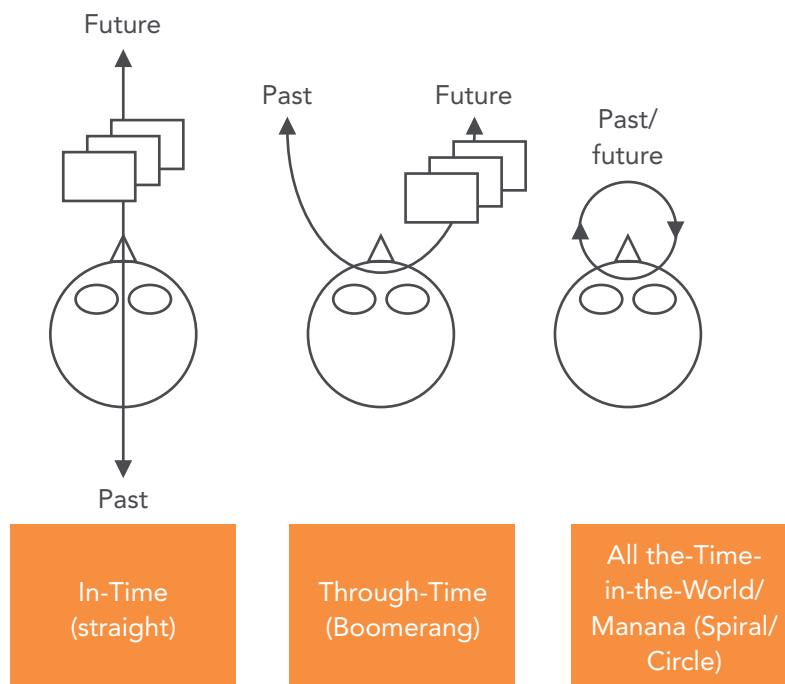 Future
Past
Past
Future
Past/
future
In-Time
(straight)
Through-Time
(Boomerang)
All the-Time-
in-the-World/
Manana (Spiral/
Circle)